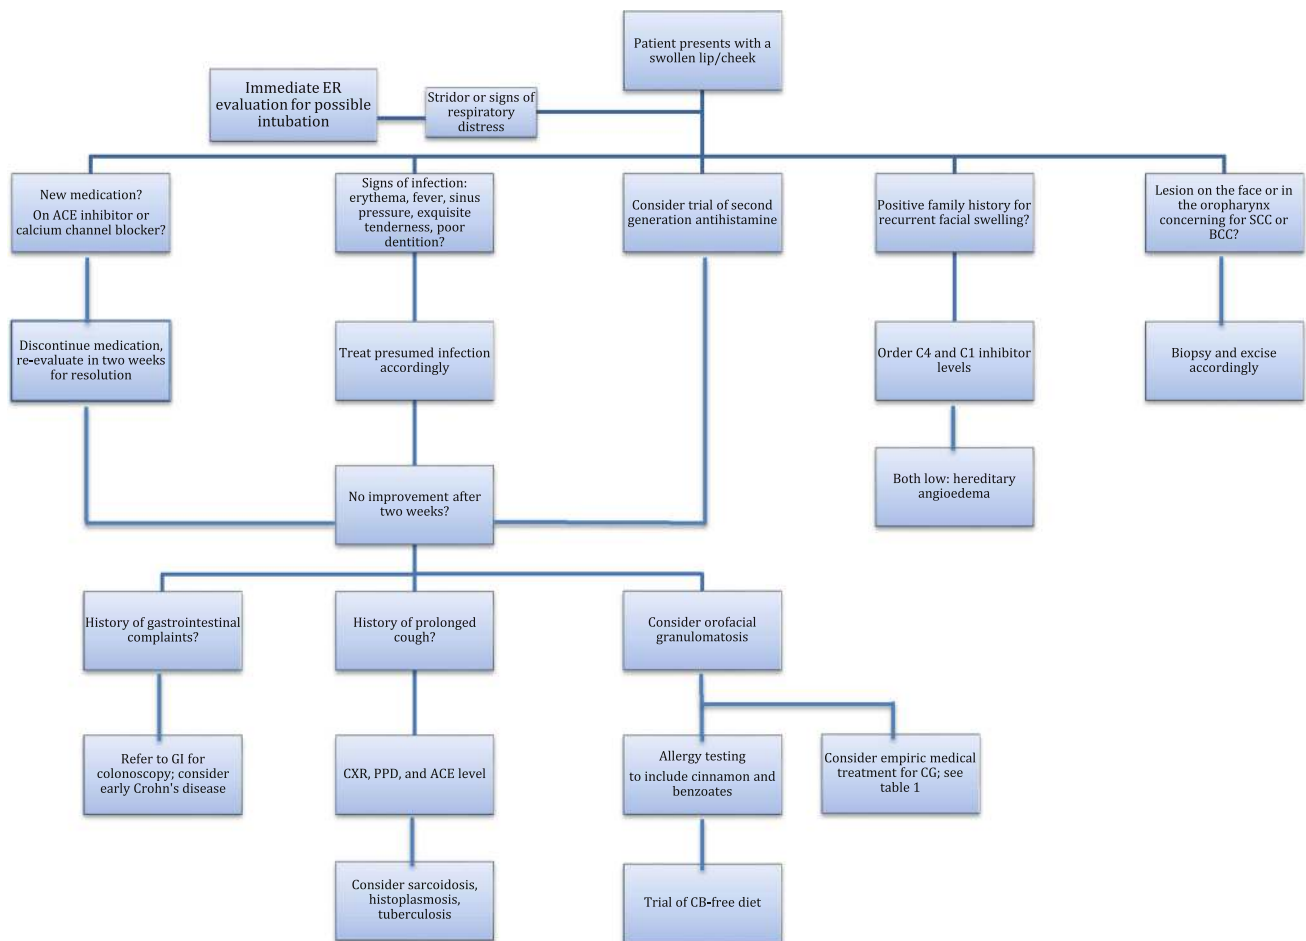 Patient presents with a
swollen lip/cheek
Immediate ER
evaluation for possible
intubation
Stridor or signs of
respiratory
distress
New medication?
On ACE inhibitor or
calcium channel blocker?
Signs of infection:
erythema, fever, sinus
pressure, exquisite
tenderness, poor
dentition?
Consider trial of second
generation antihistamine
Positive family history for
recurrent facial swelling?
Lesion on the face or in
the oropharynx
concerning for SCC or
BCC?
Discontinue medication,
re-evaluate in two weeks
for resolution
Treat presumed infection
accordingly
Order C4 and C1 inhibitor
levels
Biopsy and excise
accordingly
No improvement after
two weeks?
Both low: hereditary
angioedema
History of gastrointestinal
complaints?
History of prolonged
cough?
Consider orofacial
granulomatosis
Refer to GI for
colonoscopy; consider
early Crohn's disease
CXR, PPD, and ACE level
Allergy testing
to include cinnamon and
benzoates
Consider empiric medical
treatment for CG; see
table 1
Consider sarcoidosis,
histoplasmosis,
tuberculosis
Trial of CB-free diet